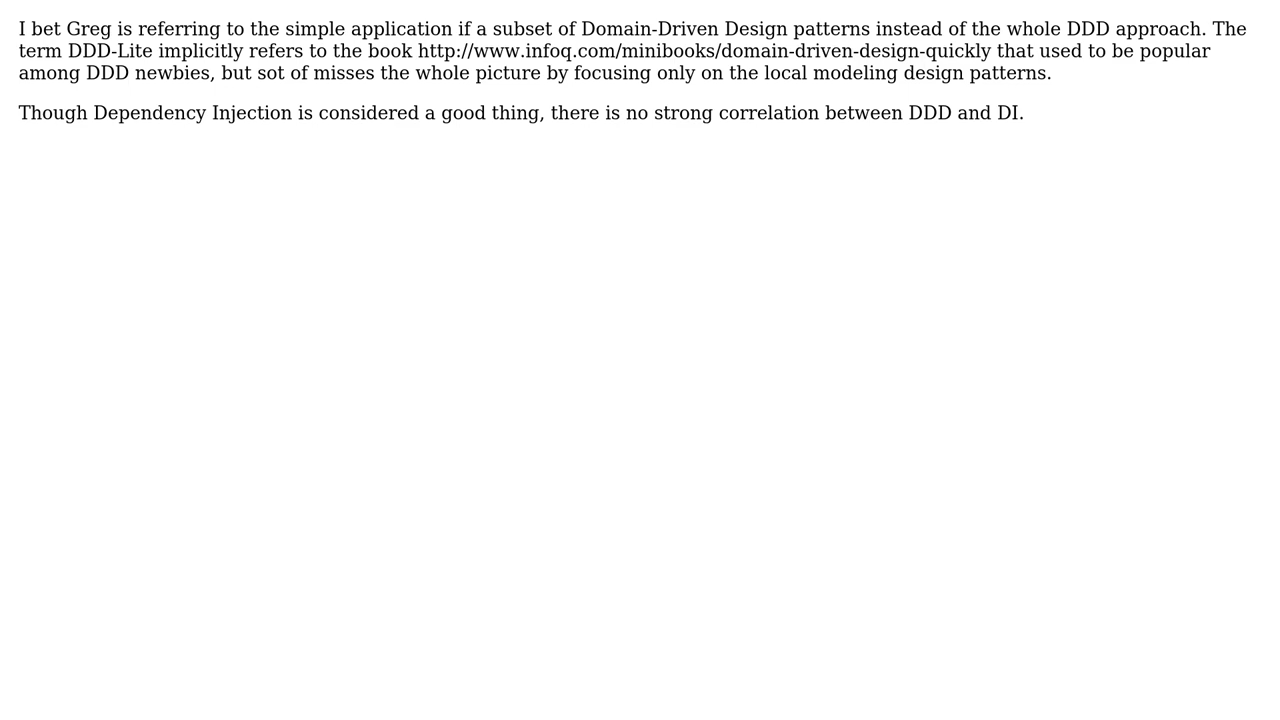 I bet Greg is referring to the simple application if a subset of Domain-Driven Design patterns instead of the whole DDD approach. The
term DDD-Lite implicitly refers to the book http://www.infoq.com/minibooks/domain-driven-design-quickly that used to be popular
among DDD newbies, but sot of misses the whole picture by focusing only on the local modeling design patterns.
Though Dependency Injection is considered a good thing, there is no strong correlation between DDD and DI.